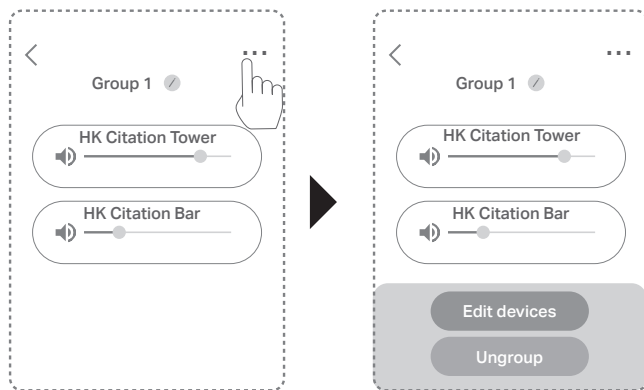 Group 1
HK Citation Tower
HK Citation Bar
Group 1
HK Citation Tower
HK Citation Bar
Edit devices
Ungroup